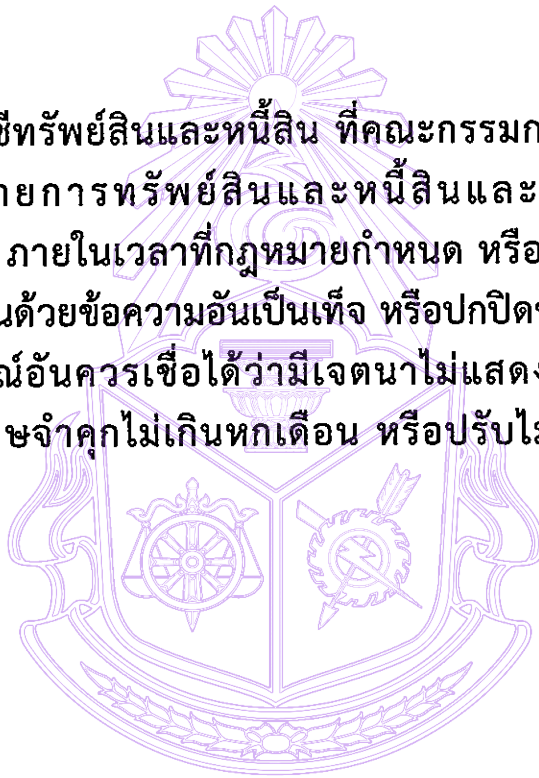 ชีทรัพย์สินและหนี้สิน ที่คณะกรรมก
ายการทรัพย์สินและหนี้สินและ
ภายในเวลาที่กฎหมายกำหนด หรือ
นด้วยข้อความอันเป็นเท็จ หรือปกปิดข
ณ์อันควรเชื่อได้ว่ามีเจตนาไม่แสดง
ษจำคุกไม่เกินหกเดือน หรือปรับไม